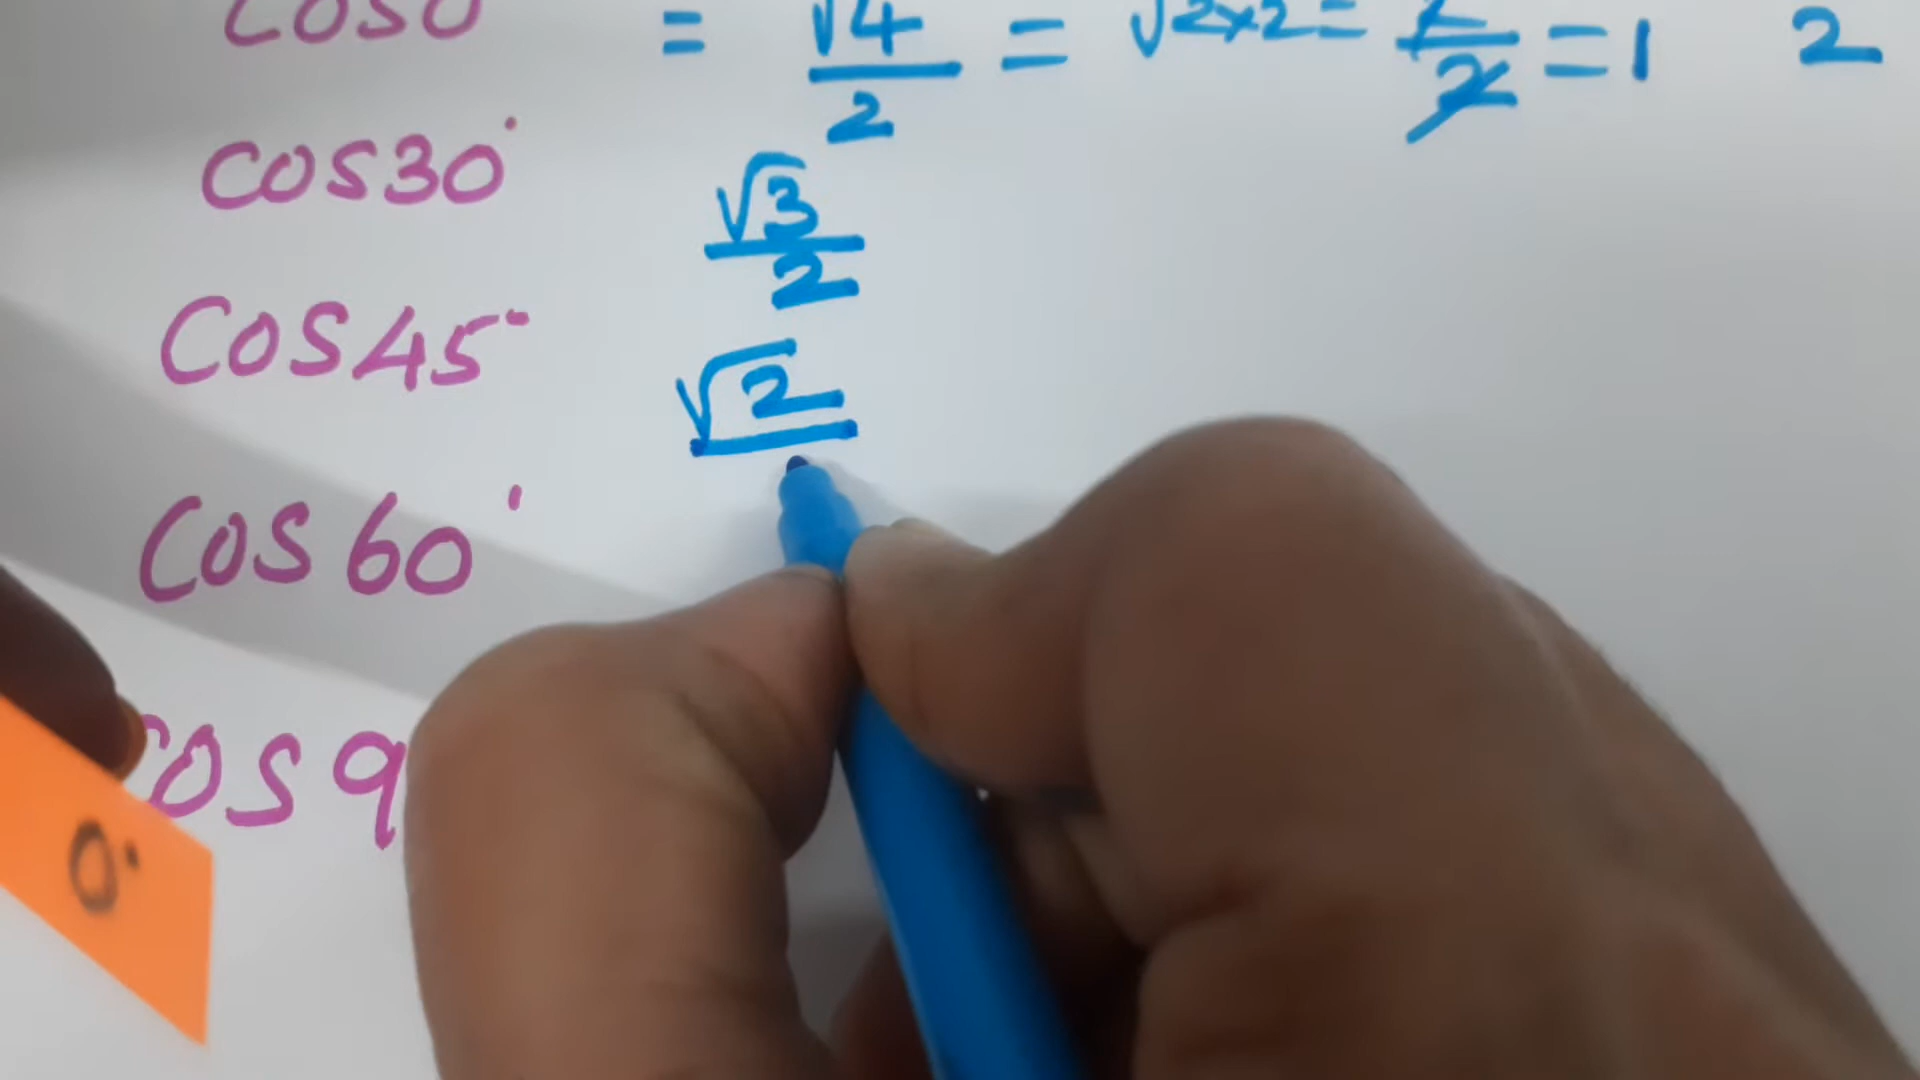 cos0 = √4/2 = √2×2 = 2/2 = 1 2
cos30° √3/2
cos45° √2
cos60°
cos9
0°